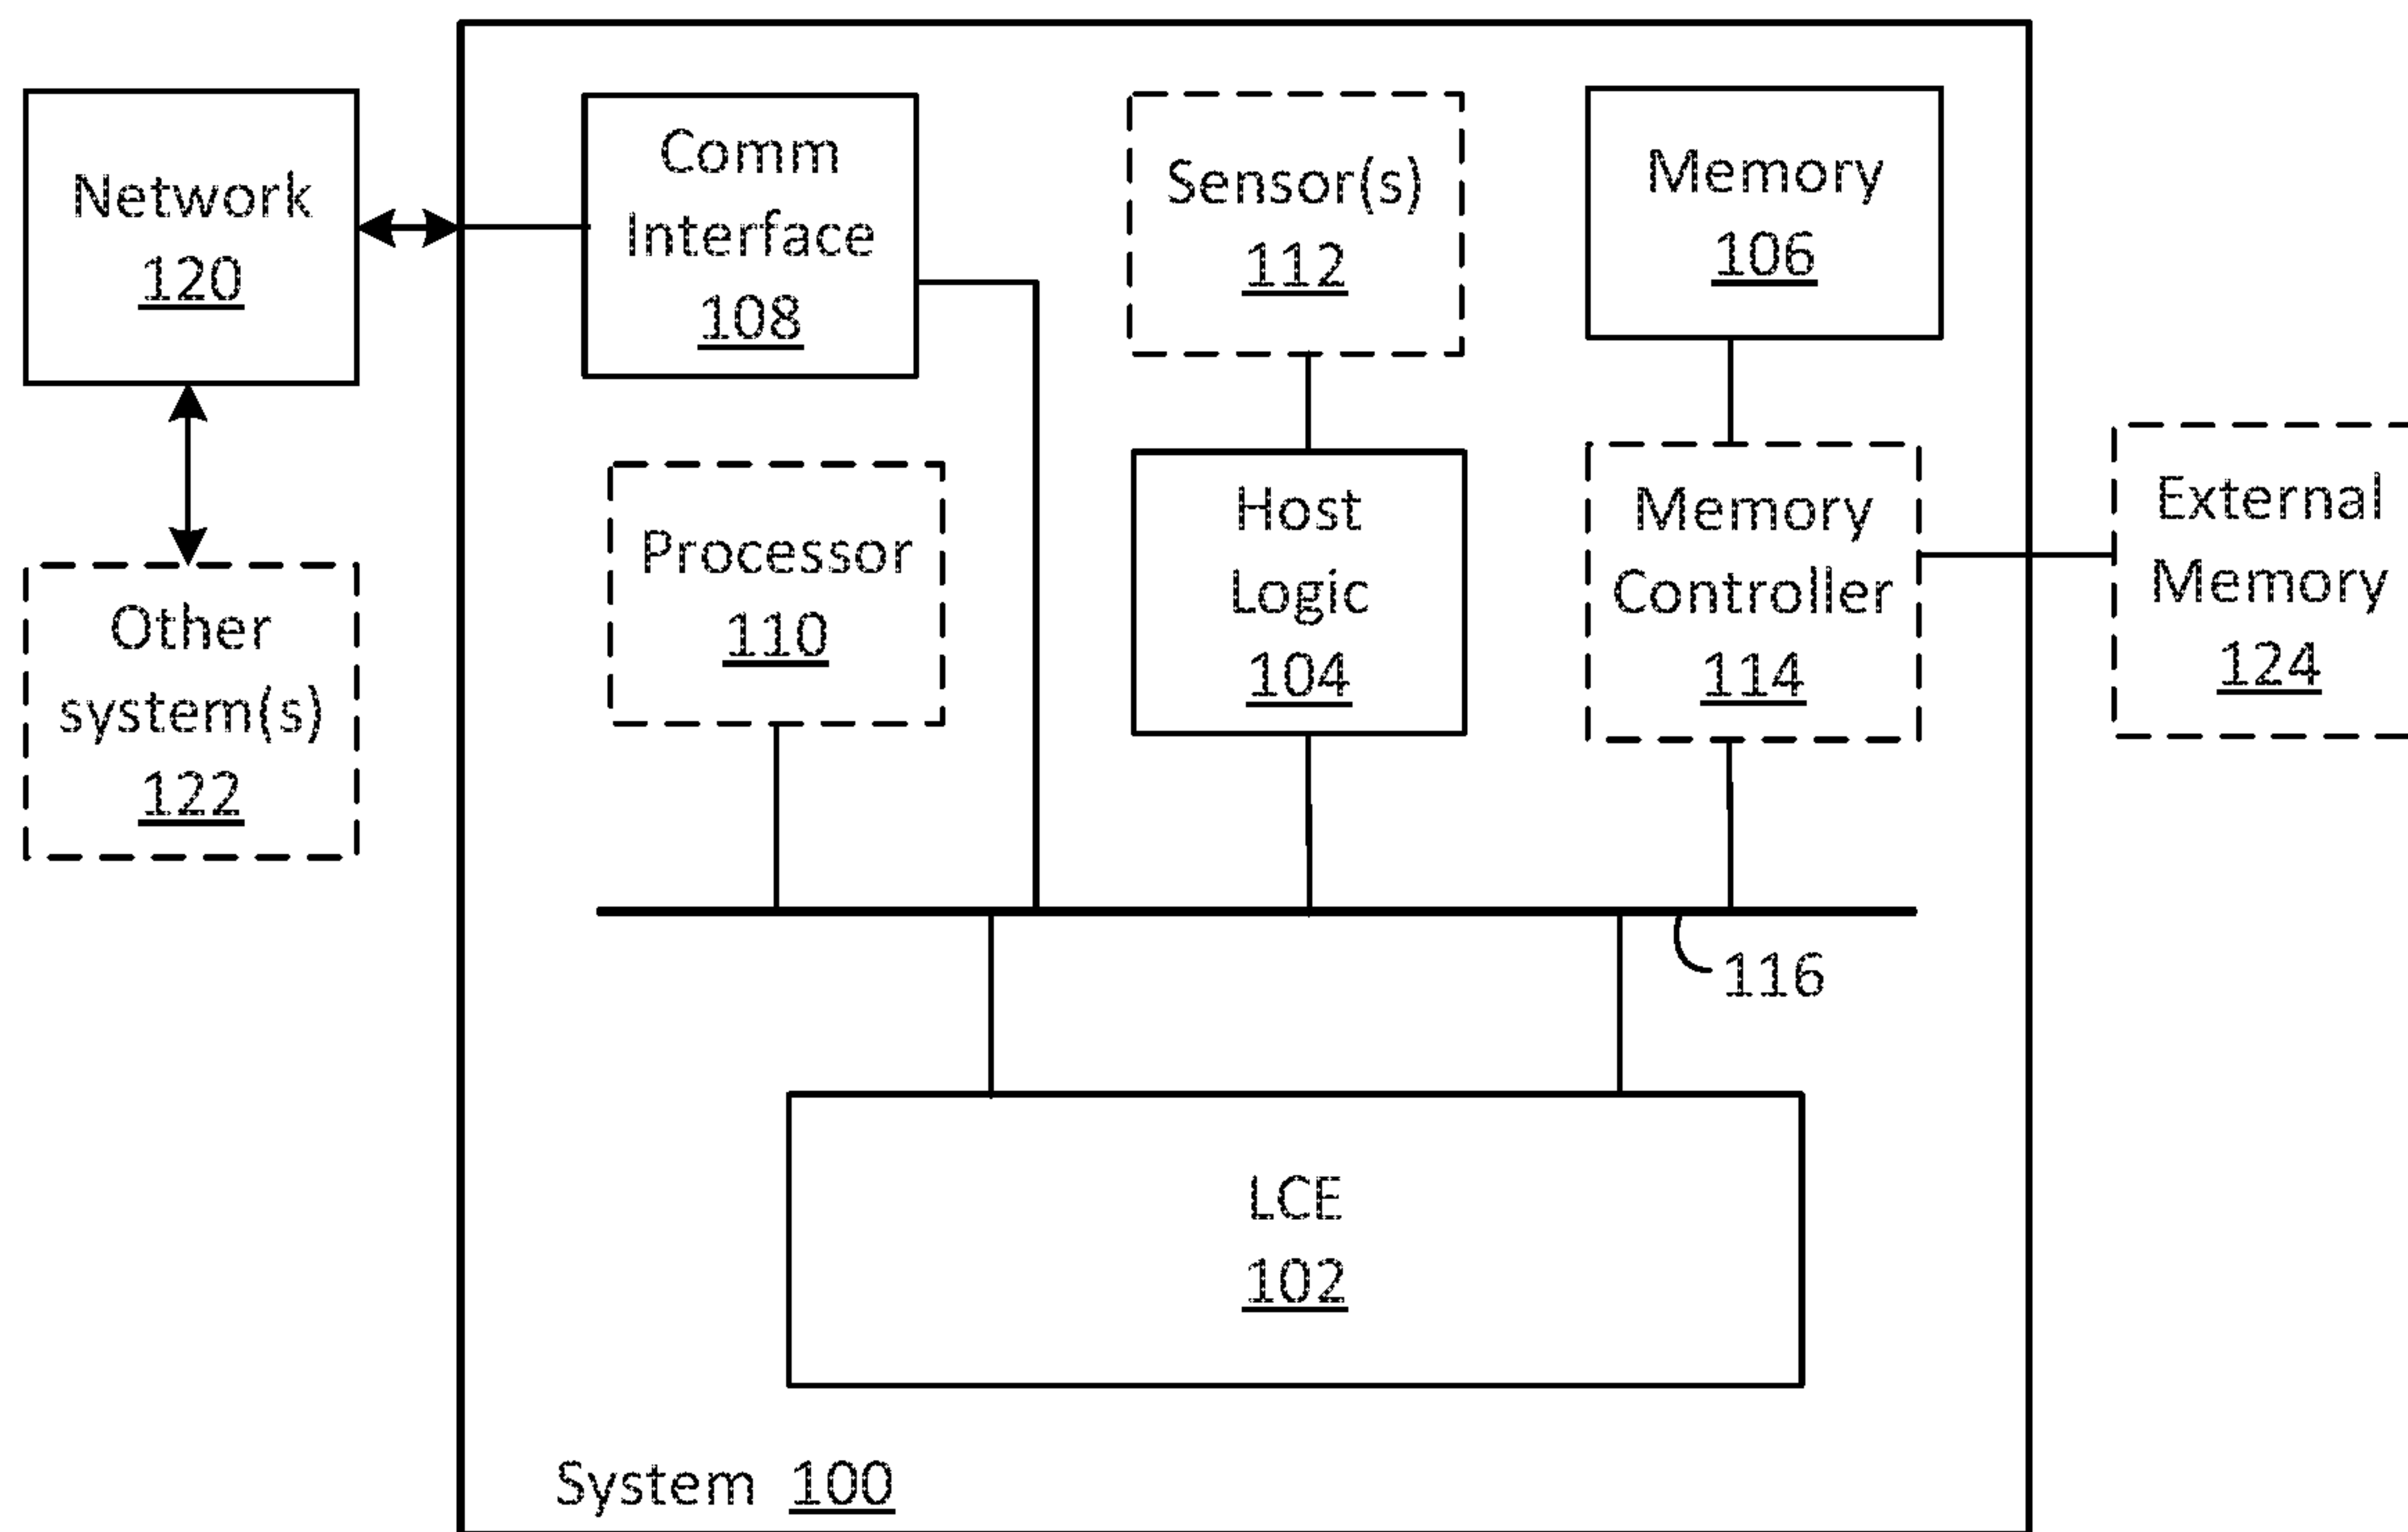 Network
120
Comm
Interface
108
Sensor(s)
112
Memory
106
Processor
110
Host
Logic
104
Memory
Controller
114
External
Memory
124
Other
system(s)
122
116
LCE
102
System 100